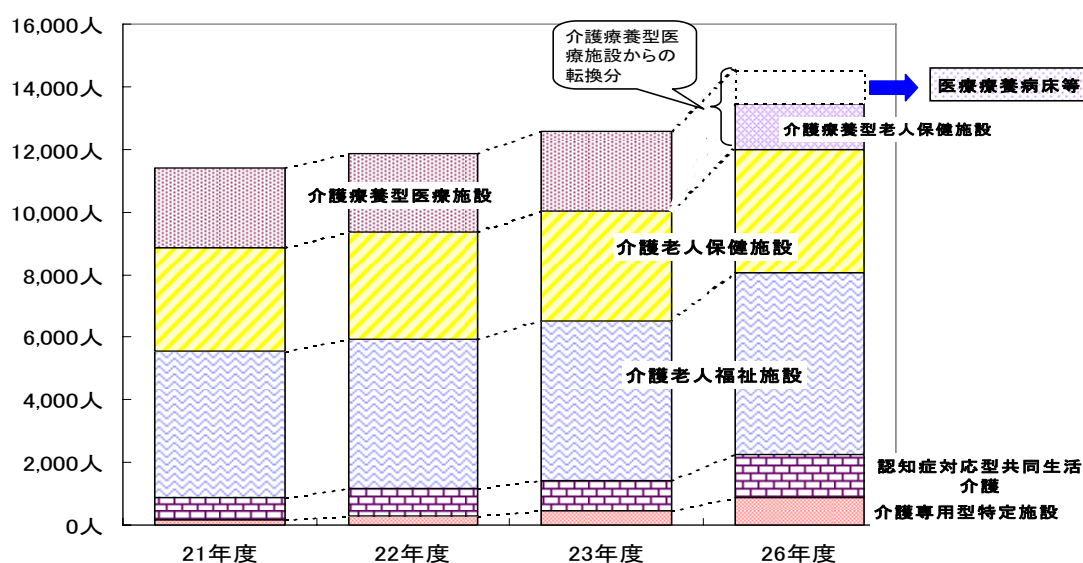 16,000人
14,000人
12,000人
10,000人
8,000人
6,000人
4,000人
2,000人
0人
介護療養型医
療施設からの
転換分
医療療養病床等
介護療養型老人保健施設
介護療養型医療施設
介護老人保健施設
介護老人福祉施設
認知症対応型共同生活
介護
介護専用型特定施設
21年度
22年度
23年度
26年度